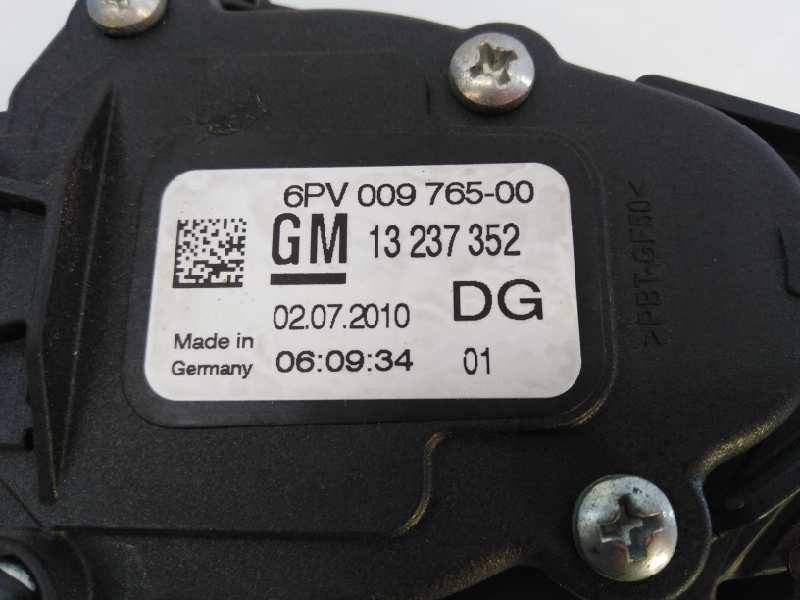 6PV 009 765-00
GM 13 237 352
02.07.2010 DG
Made in
Germany
06:09:34 01
>PBT-GF50<